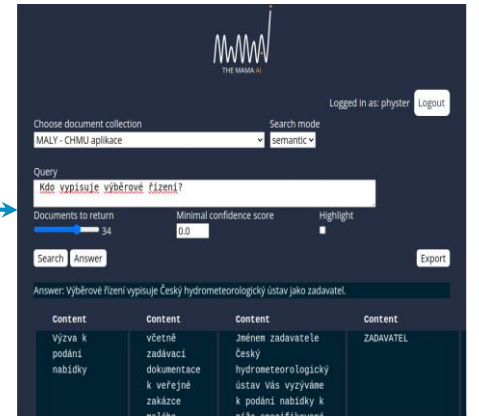 THE MAMA AI
Logged in as: physter Logout
Choose document collection Search mode
MALY - CHMU aplikace semantic
Query
Kdo vypisuje výběrové řízení?
Documents to return Minimal confidence score Highlight
34 0.0
Search Answer Export
Answer: Výběrové řízení vypisuje Český hydrometeorologický ústav jako zadavatel.
Content Content Content Content
Výzva k včetně Jménem zadavatele ZADAVATEL
podání zadávací Český
nabídky dokumentace hydrometeorologický
k veřejné ústav Vás vyzýváme
zakázce k podání nabídky k